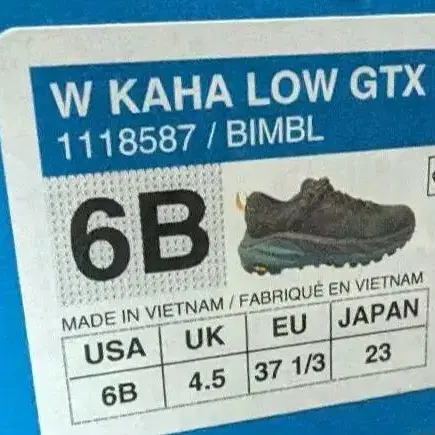 W KAHA LOW GTX
1118587 / BIMBL
6B
MADE IN VIETNAM / FABRIQUÉ EN VIETNAM
USA UK EU JAPAN
6B 4.5 37 1/3 23